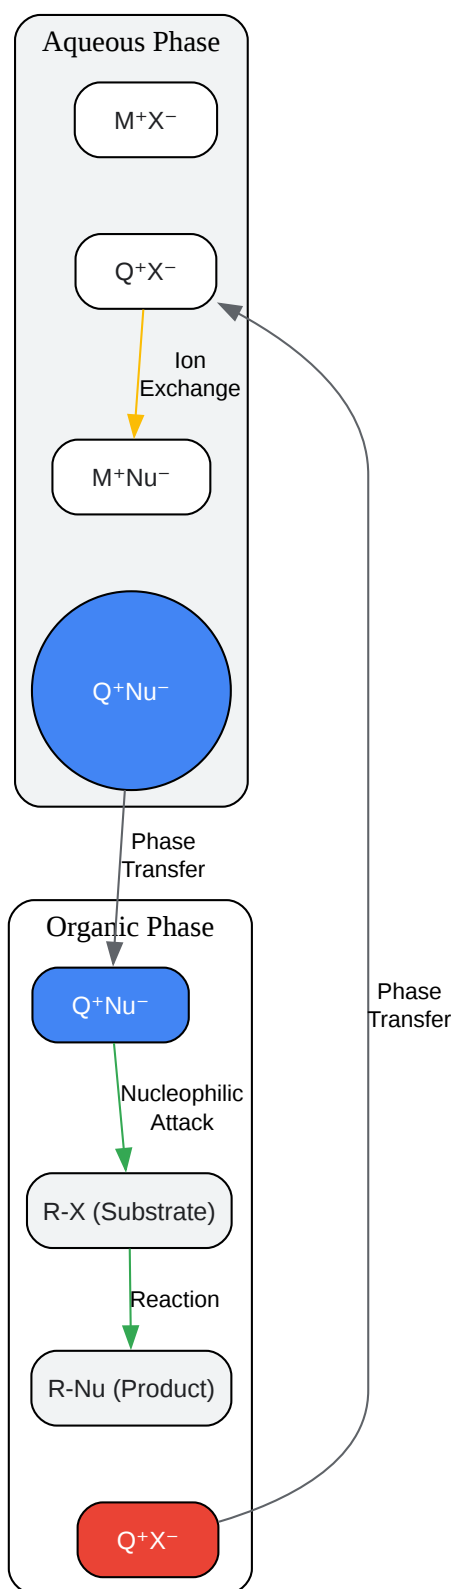 Aqueous Phase
M⁺X⁻
Q⁺X⁻
Ion
Exchange
M⁺Nu⁻
Q⁺Nu⁻
Phase
Transfer
Organic Phase
Q⁺Nu⁻
Phase
Transfer
Nucleophilic
Attack
R-X (Substrate)
Reaction
R-Nu (Product)
Q⁺X⁻